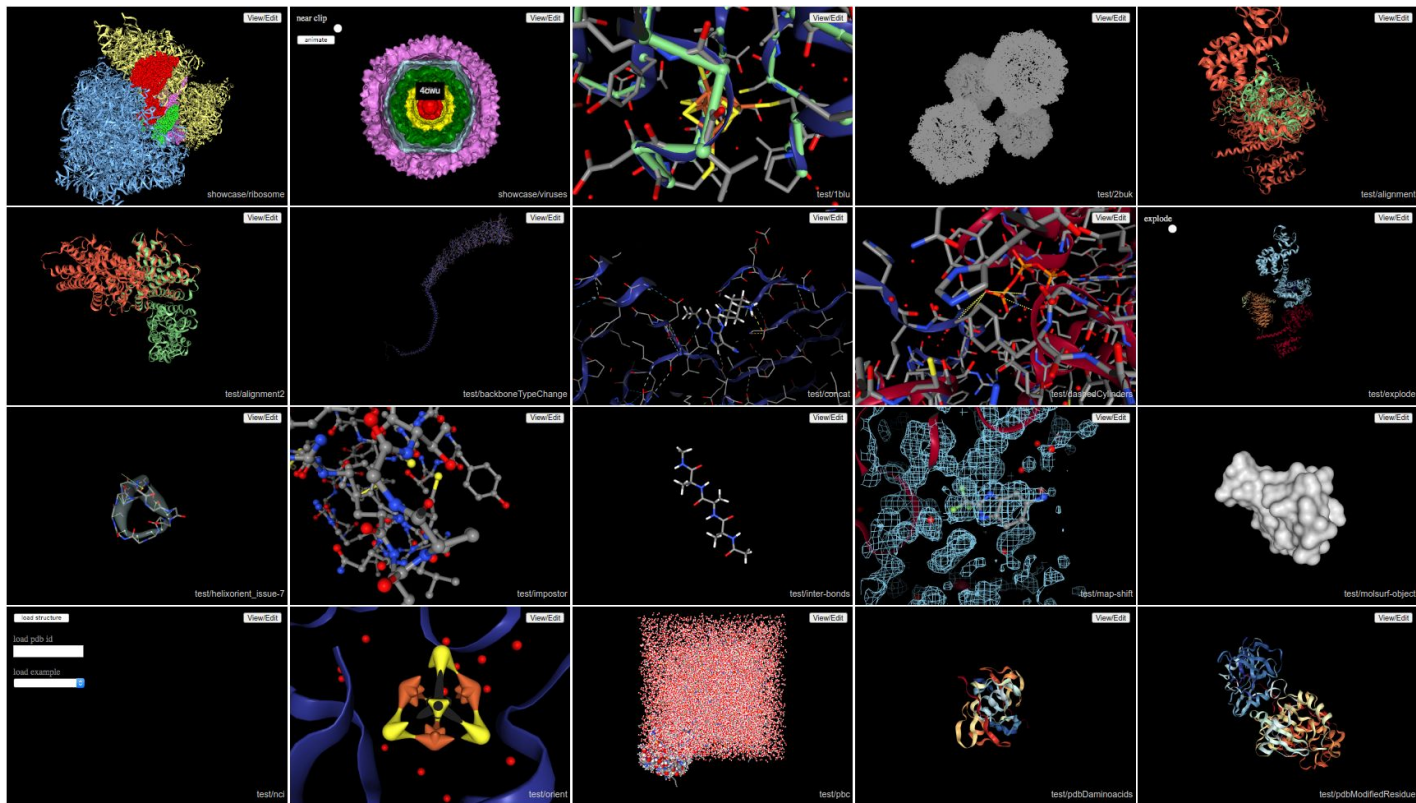 View/Edit
showcase/ribosome
near clip
animate
View/Edit
4cwu
showcase/viruses
View/Edit
test/1blu
View/Edit
test/2buk
View/Edit
test/alignment
View/Edit
test/alignment2
View/Edit
test/backboneTypeChange
View/Edit
test/concat
View/Edit
test/dashedCylinders
explode
View/Edit
test/explode
View/Edit
test/helixorient_issue-7
View/Edit
test/impostor
View/Edit
test/inter-bonds
View/Edit
test/map-shift
View/Edit
test/molsurf-object
load structure
View/Edit
load pdb id
load example
test/nci
View/Edit
test/orient
View/Edit
test/pbc
View/Edit
test/pdbDaminoacids
View/Edit
test/pdbModifiedResidue